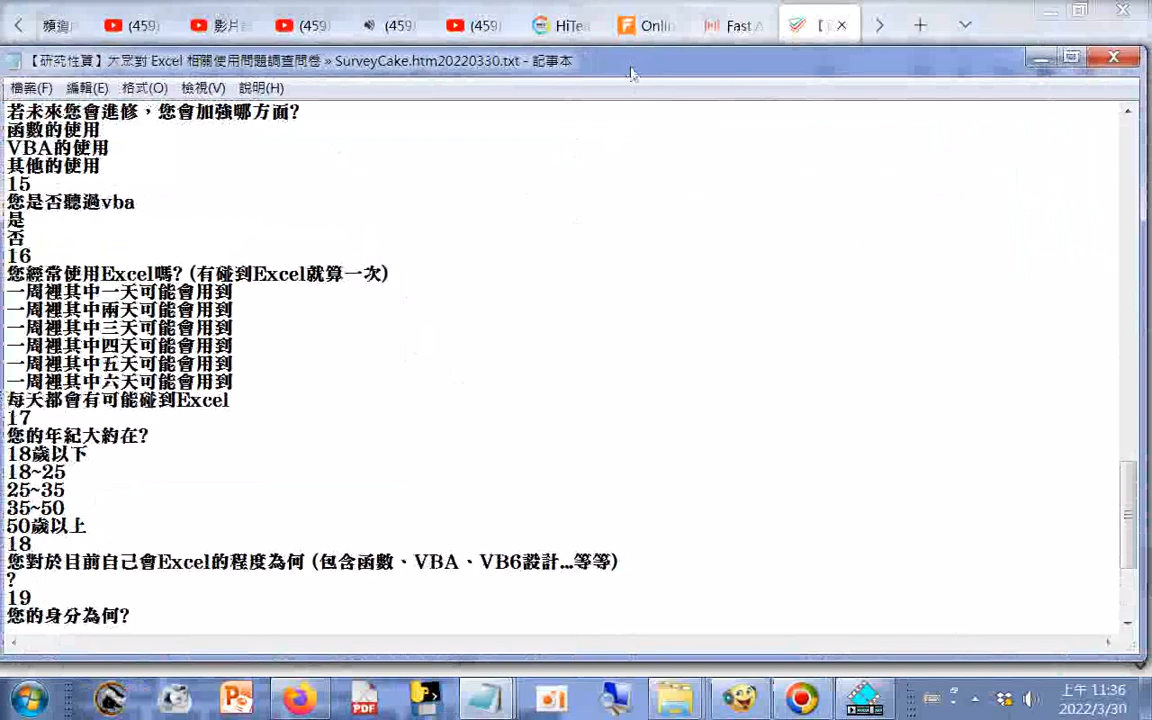 頻道
(459)
影片
(459)
(459)
(459)
HiTe
Onlin
Fast A
【研究性質】大眾對 Excel 相關使用問題調查問卷 » SurveyCake.htm20220330.txt - 記事本
檔案(F) 編輯(E) 格式(O) 檢視(V) 說明(H)
若未來您會進修，您會加強哪方面?
函數的使用
VBA的使用
其他的使用
15
您是否聽過vba
是
否
16
您經常使用Excel嗎? (有碰到Excel就算一次)
一周裡其中一天可能會用到
一周裡其中兩天可能會用到
一周裡其中三天可能會用到
一周裡其中四天可能會用到
一周裡其中五天可能會用到
一周裡其中六天可能會用到
每天都會有可能碰到Excel
17
您的年紀大約在?
18歲以下
18~25
25~35
35~50
50歲以上
18
您對於目前自己會Excel的程度為何 (包含函數、VBA、VB6設計...等等)
?
19
您的身分為何?
PDF
上午 11:36
2022/3/30